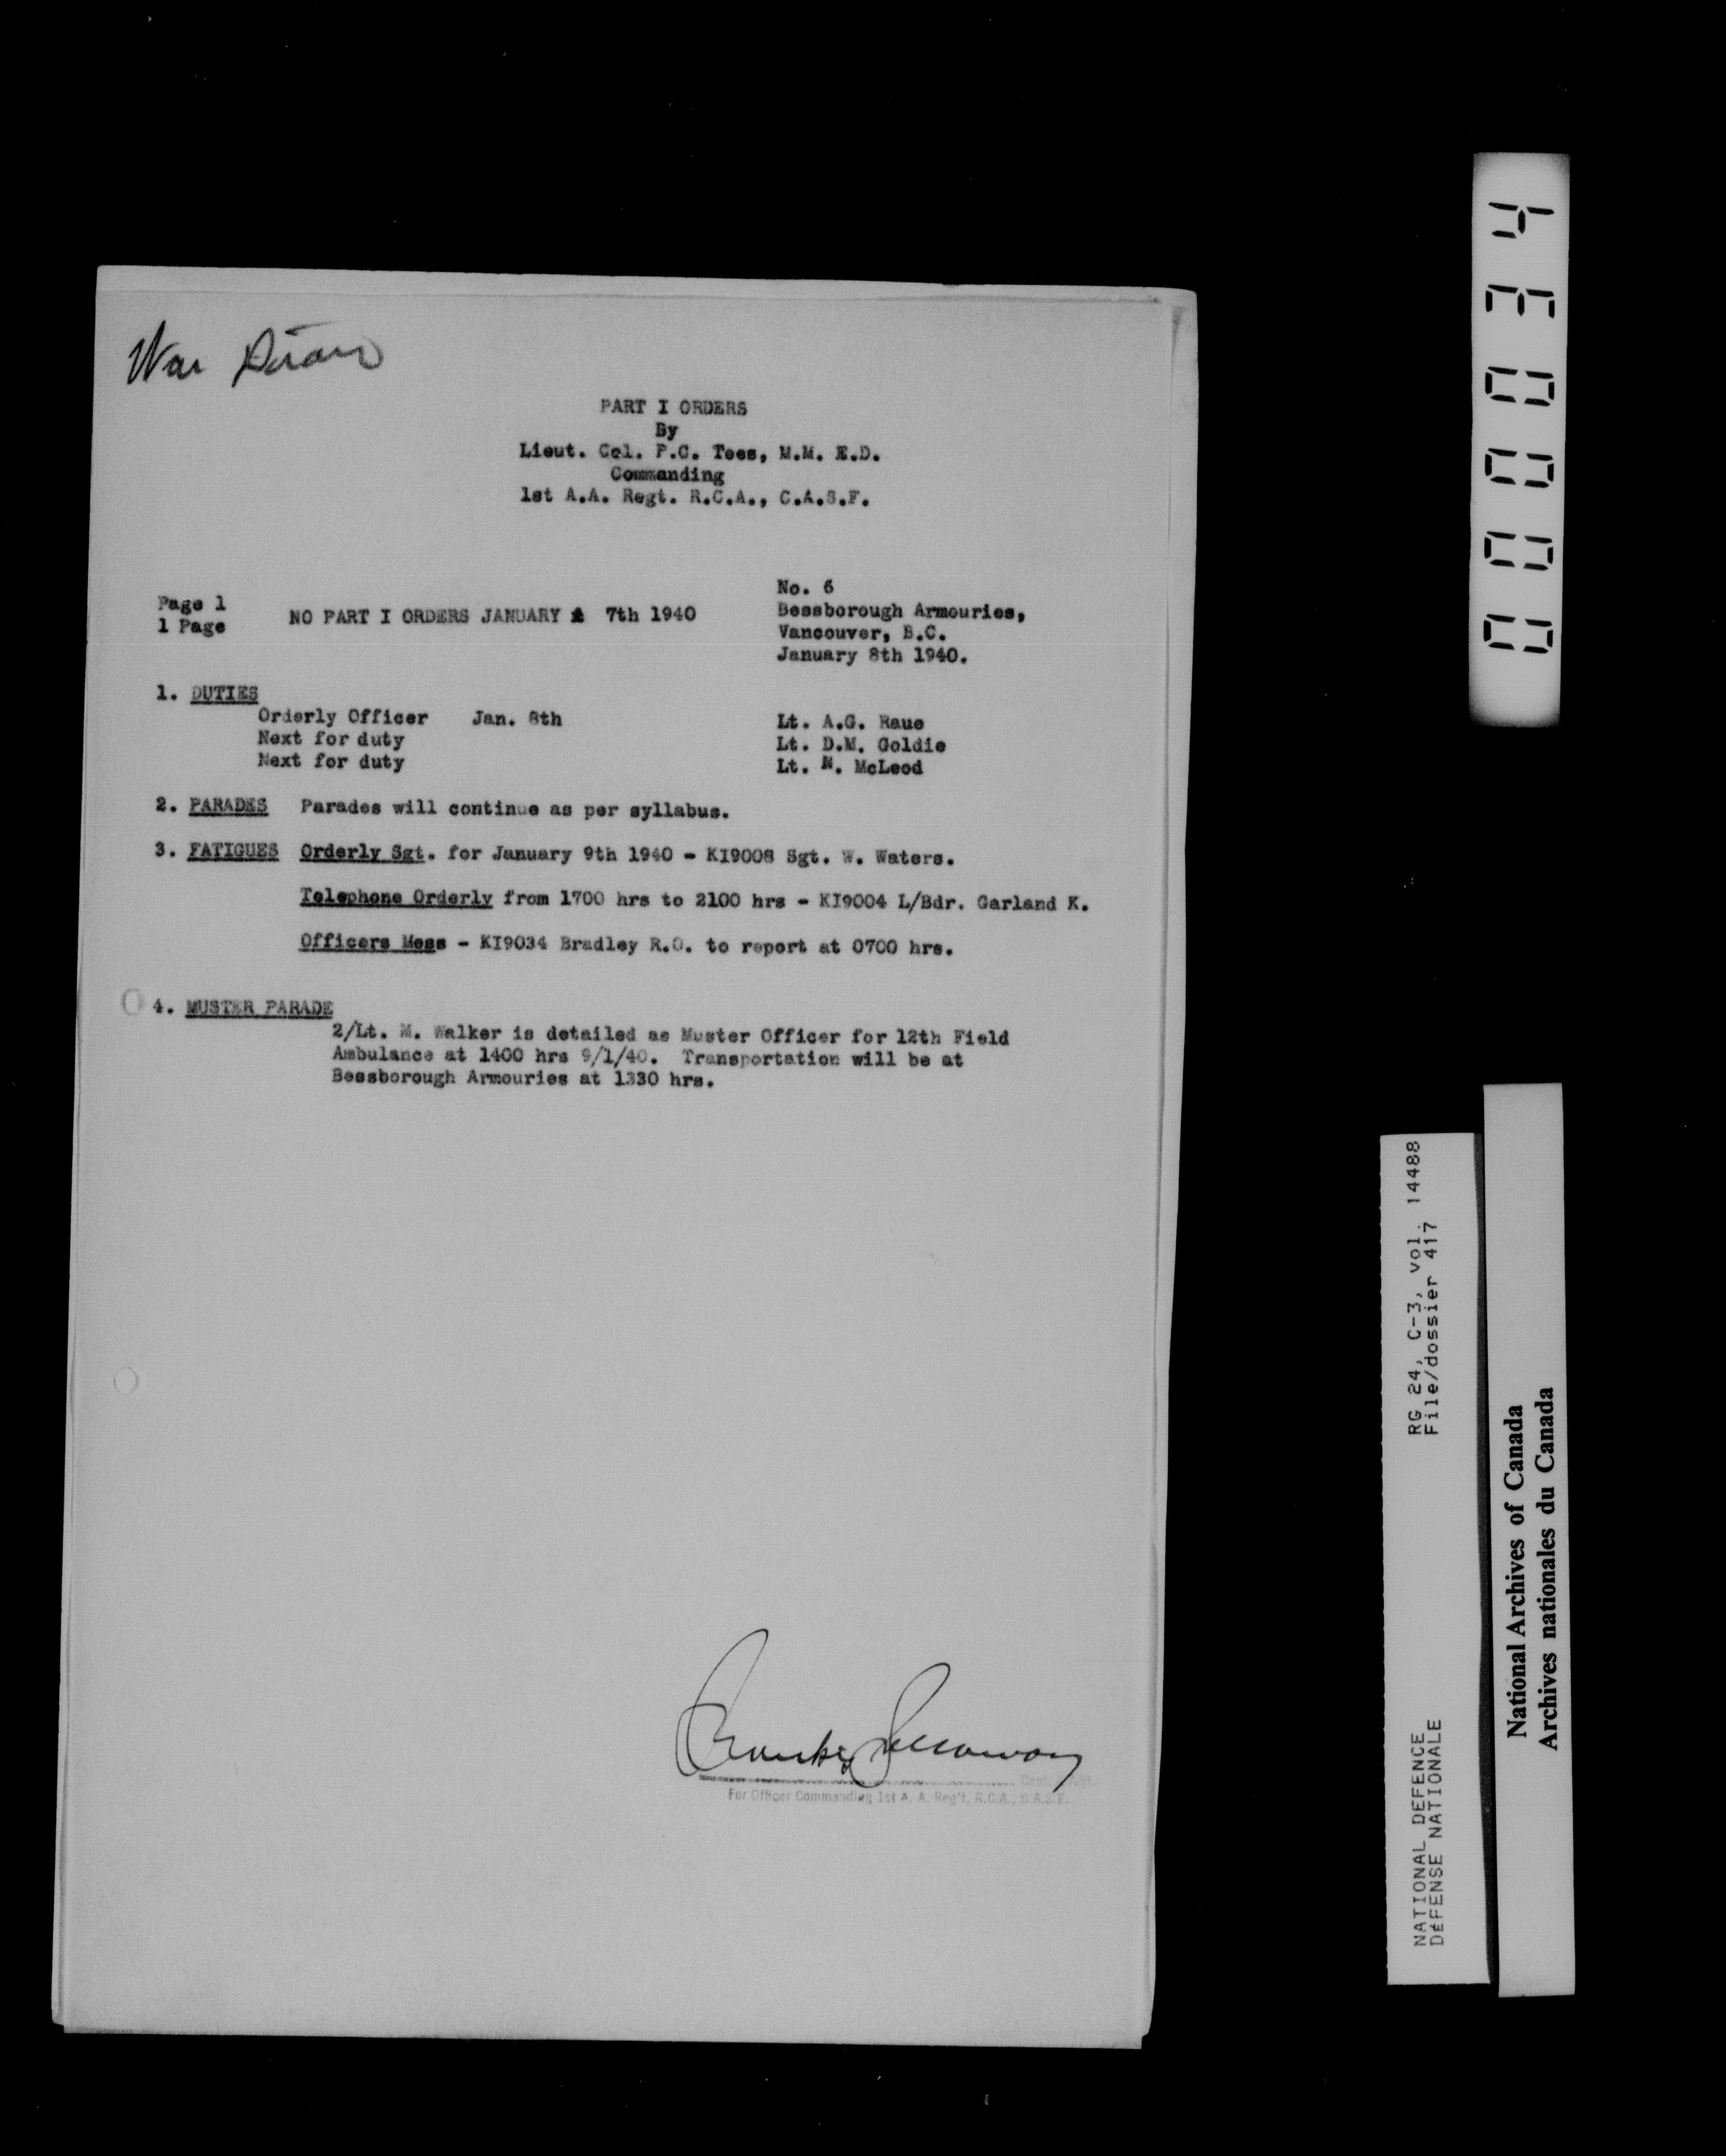 War Diary
PART I ORDERS
By
Lieut. Col. P.C. Tees, M.M. E.D.
Commanding
1st A.A. Regt. R.C.A., C.A.S.F.
No. 6
Page 1
1 Page
NO PART I ORDERS JANUARY 7th 1940
Bessborough Armouries,
Vancouver, B.C.
January 8th 1940.
1. DUTIES
Orderly Officer Jan. 8th Lt. A.G. Raue
Next for duty Lt. D.M. Goldie
Next for duty Lt. N. McLeod
2. PARADES Parades will continue as per syllabus.
3. FATIGUES Orderly Sgt. for January 9th 1940 - KI9008 Sgt. W. Waters.
Telephone Orderly from 1700 hrs to 2100 hrs - KI9004 L/Bdr. Garland K.
Officers Mess - KI9034 Bradley R.O. to report at 0700 hrs.
4. MUSTER PARADE
2/Lt. M. Walker is detailed as Muster Officer for 12th Field
Ambulance at 1400 hrs 9/1/40. Transportation will be at
Bessborough Armouries at 1330 hrs.
Capt. & Adjt.
For Officer Commanding 1st A. A. Reg't. R.C.A., C.A.S.F.
000034
RG 24, C-3, vol. 14488
File/dossier 417
NATIONAL DEFENCE
DÉFENSE NATIONALE
National Archives of Canada
Archives nationales du Canada